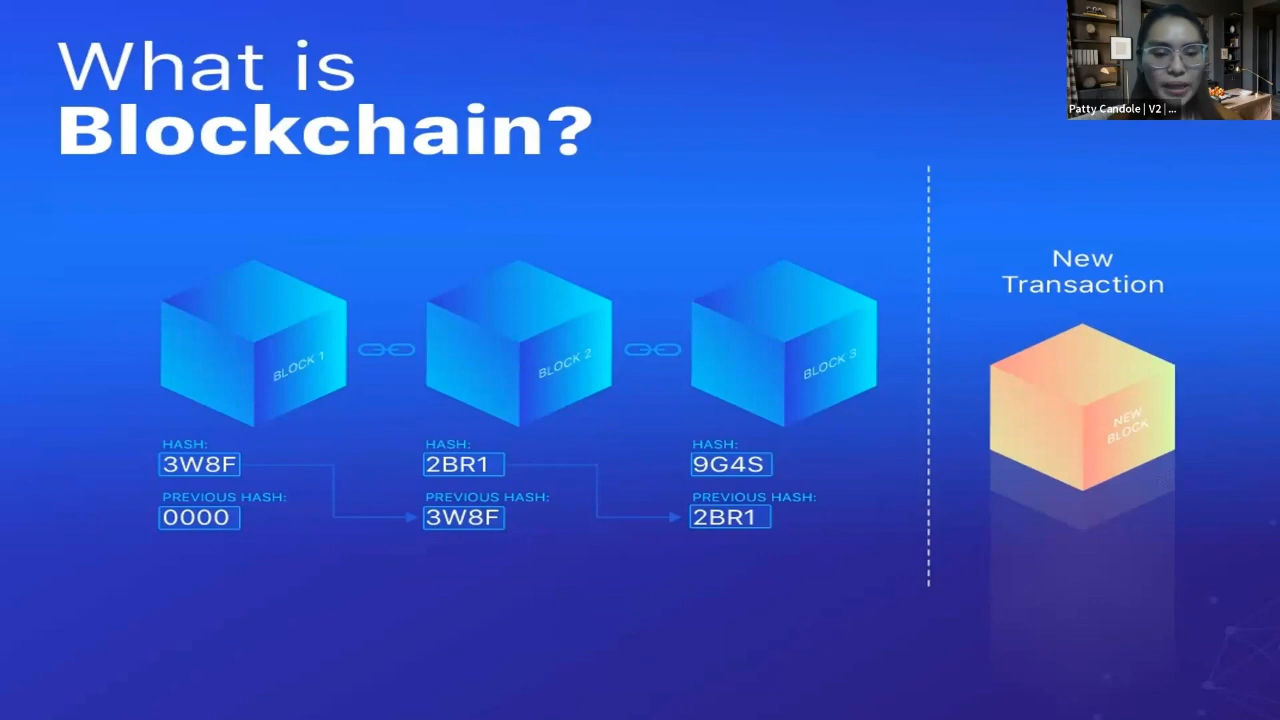 What is
Blockchain?
Patty Candole | V2 | ...
New
Transaction
BLOCK 1
BLOCK 2
BLOCK 3
NEW
BLOCK
HASH:
3W8F
HASH:
2BR1
HASH:
9G4S
PREVIOUS HASH:
0000
PREVIOUS HASH:
3W8F
PREVIOUS HASH:
2BR1